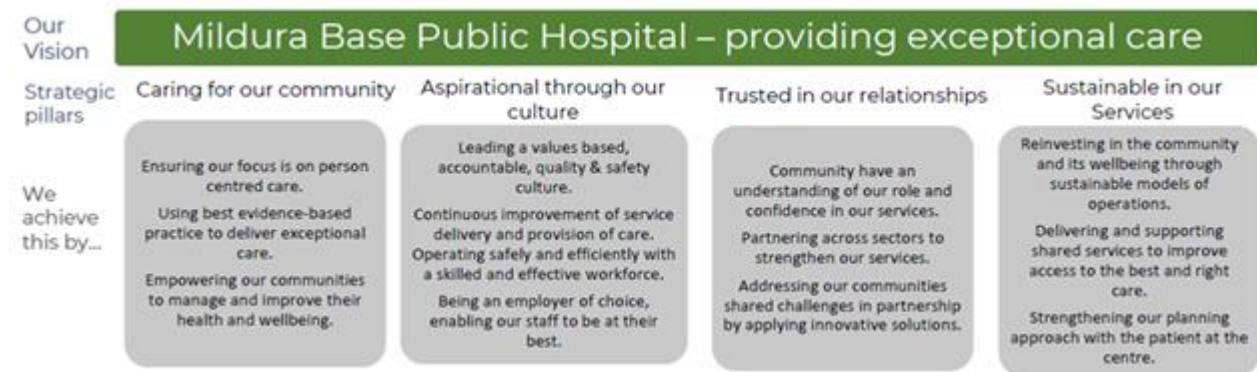 Our
Vision
Mildura Base Public Hospital – providing exceptional care
Strategic
pillars
Caring for our community
Aspirational through our
culture
Trusted in our relationships
Sustainable in our
Services
We
achieve
this by...
Ensuring our focus is on person
centred care.
Using best evidence-based
practice to deliver exceptional
care.
Empowering our communities
to manage and improve their
health and wellbeing.
Leading a values based,
accountable, quality & safety
culture.
Continuous improvement of service
delivery and provision of care.
Operating safely and efficiently with
a skilled and effective workforce.
Being an employer of choice,
enabling our staff to be at their
best.
Community have an
understanding of our role and
confidence in our services.
Partnering across sectors to
strengthen our services.
Addressing our communities
shared challenges in partnership
by applying innovative solutions.
Reinvesting in the community
and its wellbeing through
sustainable models of
operations.
Delivering and supporting
shared services to improve
access to the best and right
care.
Strengthening our planning
approach with the patient at the
centre.